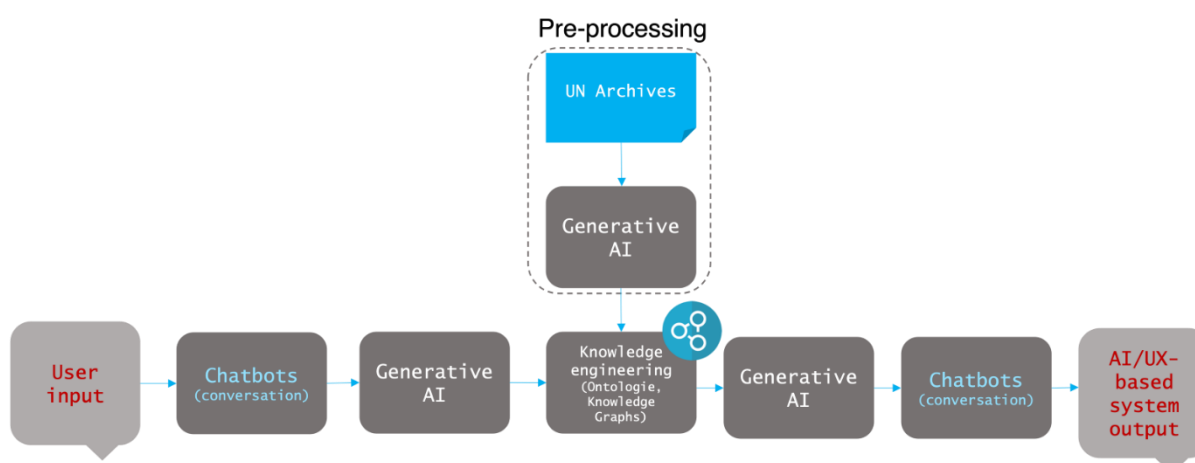 Pre-processing
UN Archives
Generative
AI
User
input
Chatbots
(conversation)
Generative
AI
Knowledge
engineering
(Ontologie,
Knowledge
Graphs)
Generative
AI
Chatbots
(conversation)
AI/UX-
based
system
output